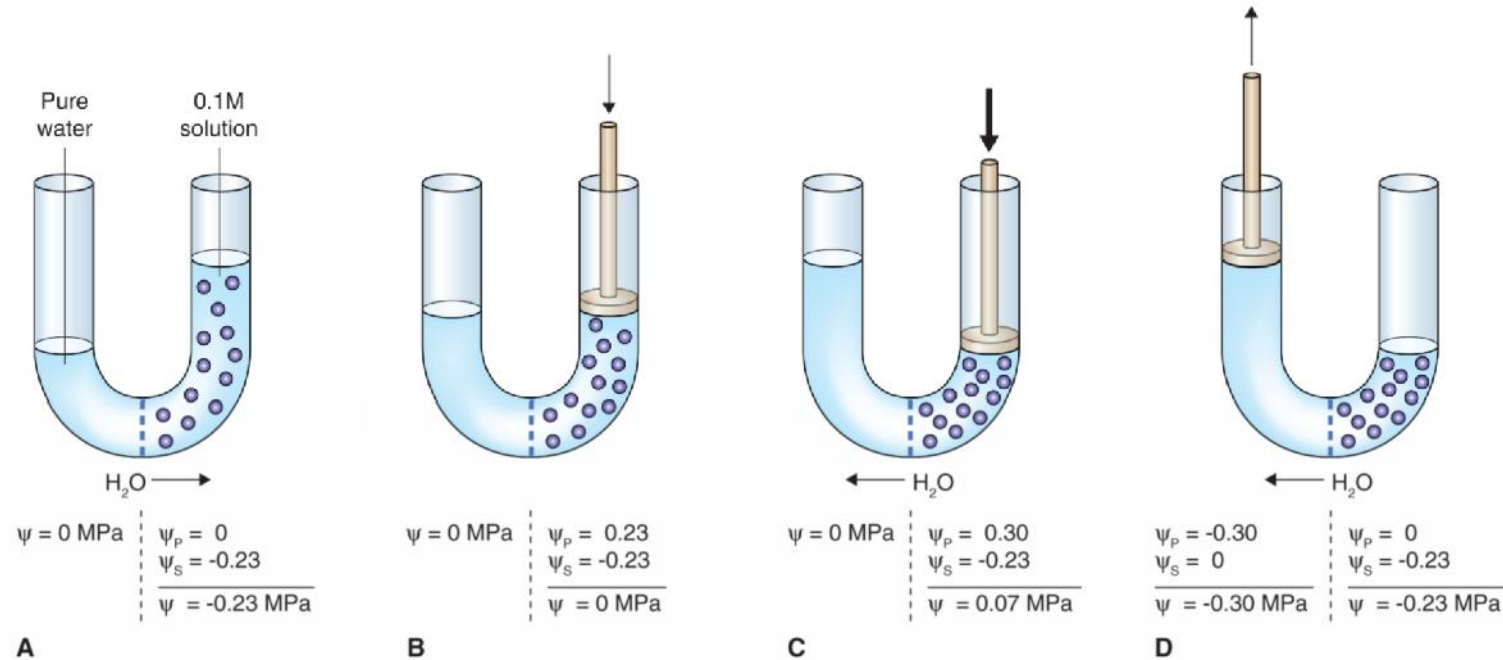 Pure
water
0.1M
solution
H₂O
ψ = 0 MPa
ψₚ = 0
ψₛ = -0.23
ψ = -0.23 MPa
A
ψ = 0 MPa
ψₚ = 0.23
ψₛ = -0.23
ψ = 0 MPa
B
H₂O
ψ = 0 MPa
ψₚ = 0.30
ψₛ = -0.23
ψ = 0.07 MPa
C
H₂O
ψₚ = -0.30
ψₛ = 0
ψ = -0.30 MPa
ψₚ = 0
ψₛ = -0.23
ψ = -0.23 MPa
D